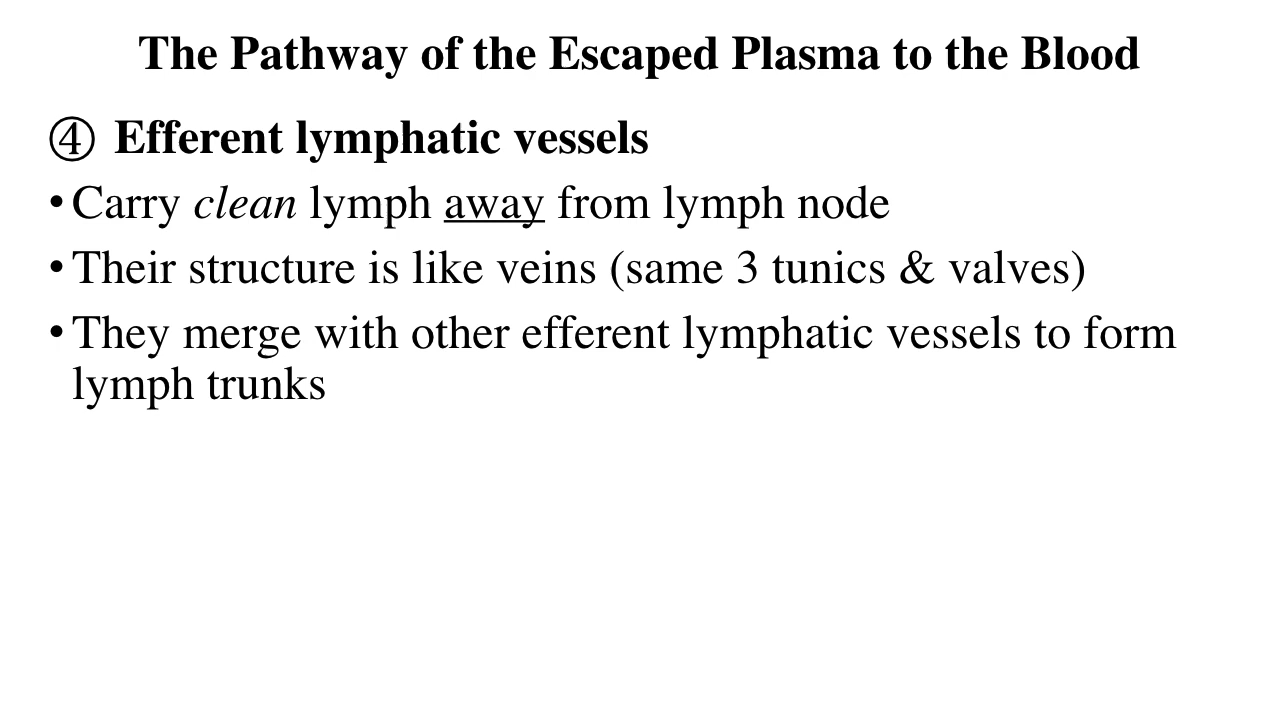 The Pathway of the Escaped Plasma to the Blood
④ Efferent lymphatic vessels
• Carry clean lymph away from lymph node
• Their structure is like veins (same 3 tunics & valves)
• They merge with other efferent lymphatic vessels to form
lymph trunks